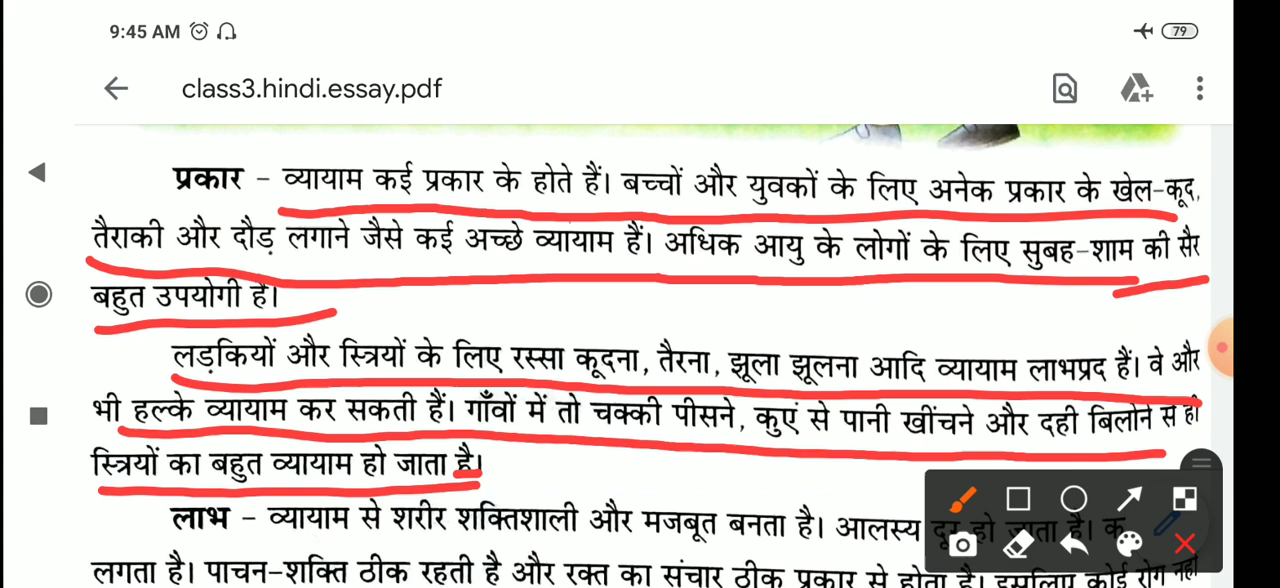 9:45 AM
79
class3.hindi.essay.pdf
प्रकार - व्यायाम कई प्रकार के होते हैं। बच्चों और युवकों के लिए अनेक प्रकार के खेल-कूद,
तैराकी और दौड़ लगाने जैसे कई अच्छे व्यायाम हैं। अधिक आयु के लोगों के लिए सुबह-शाम की सैर
बहुत उपयोगी है।
लड़कियों और स्त्रियों के लिए रस्सा कूदना, तैरना, झूला झूलना आदि व्यायाम लाभप्रद हैं। वे और
भी हल्के व्यायाम कर सकती हैं। गाँवों में तो चक्की पीसने, कुएं से पानी खींचने और दही बिलोने से ही
स्त्रियों का बहुत व्यायाम हो जाता है।
लाभ - व्यायाम से शरीर शक्तिशाली और मजबूत बनता है। आलस्य दूर हो जाता है।
लगता है। पाचन-शक्ति ठीक रहती है और रक्त का संचार ठीक प्रकार से होता है। इसलिए कोई रोग नहीं